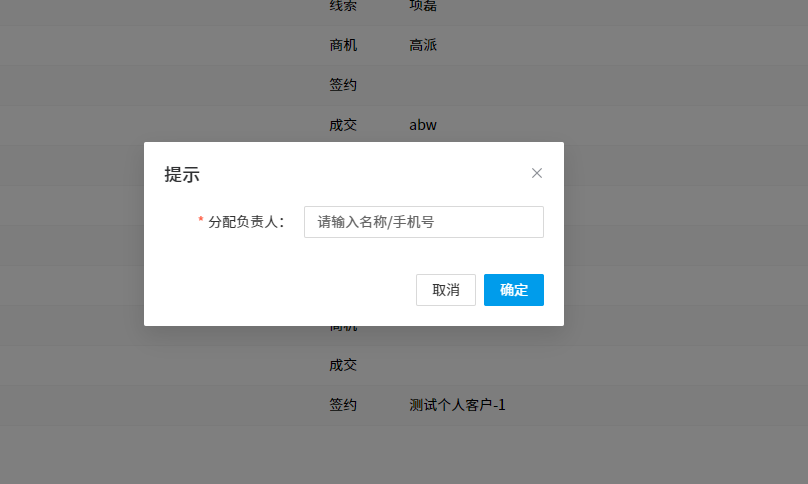 线索 项磊
商机 高派
签约
成交 abw
提示
* 分配负责人：
请输入名称/手机号
取消 确定
商机
成交
签约 测试个人客户-1